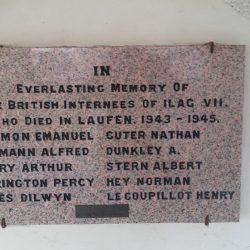 IN
EVERLASTING MEMORY OF
BRITISH INTERNEES OF ILAG VII.
DIED IN LAUFEN. 1943 - 1945.
EMANUEL GUTER NATHAN
ALFRED DUNKLEY A.
ARTHUR STERN ALBERT
PERCY HEY NORMAN
DILWYN LE COUPILLOT HENRY